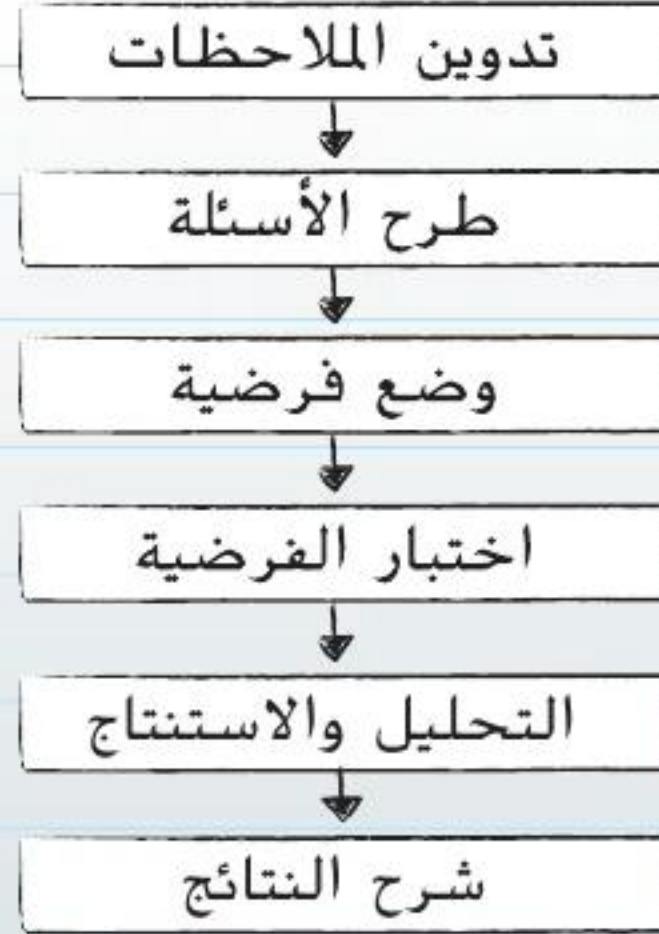 تدوين الملاحظات
طرح الأسئلة
وضع فرضية
اختبار الفرضية
التحليل والاستنتاج
شرح النتائج